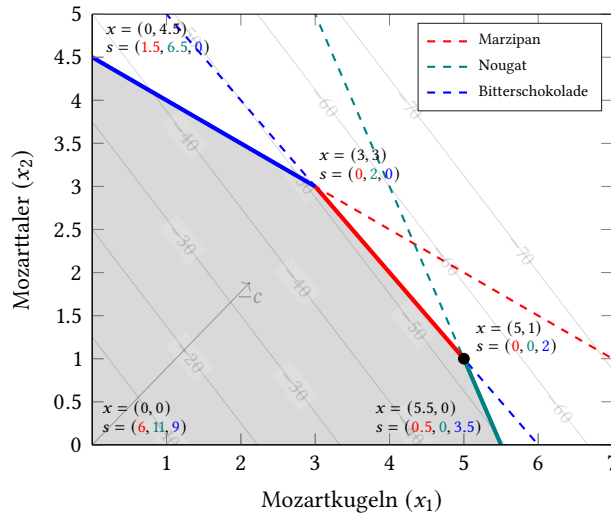 5
4.5
4
3.5
3
2.5
2
1.5
1
0.5
0
Mozarttaler (x₂)
x = (0, 4.5)
s = (1.5, 6.5, 0)
Marzipan
Nougat
Bitterschokolade
−60
−70
−40
x = (3, 3)
s = (0, 2, 0)
−50
−30
−40
−60
−70
−c
−50
−20
−30
x = (5, 1)
s = (0, 0, 2)
x = (0, 0)
s = (6, 11, 9)
x = (5.5, 0)
s = (0.5, 0, 3.5)
−60
1 2 3 4 5 6 7
Mozartkugeln (x₁)